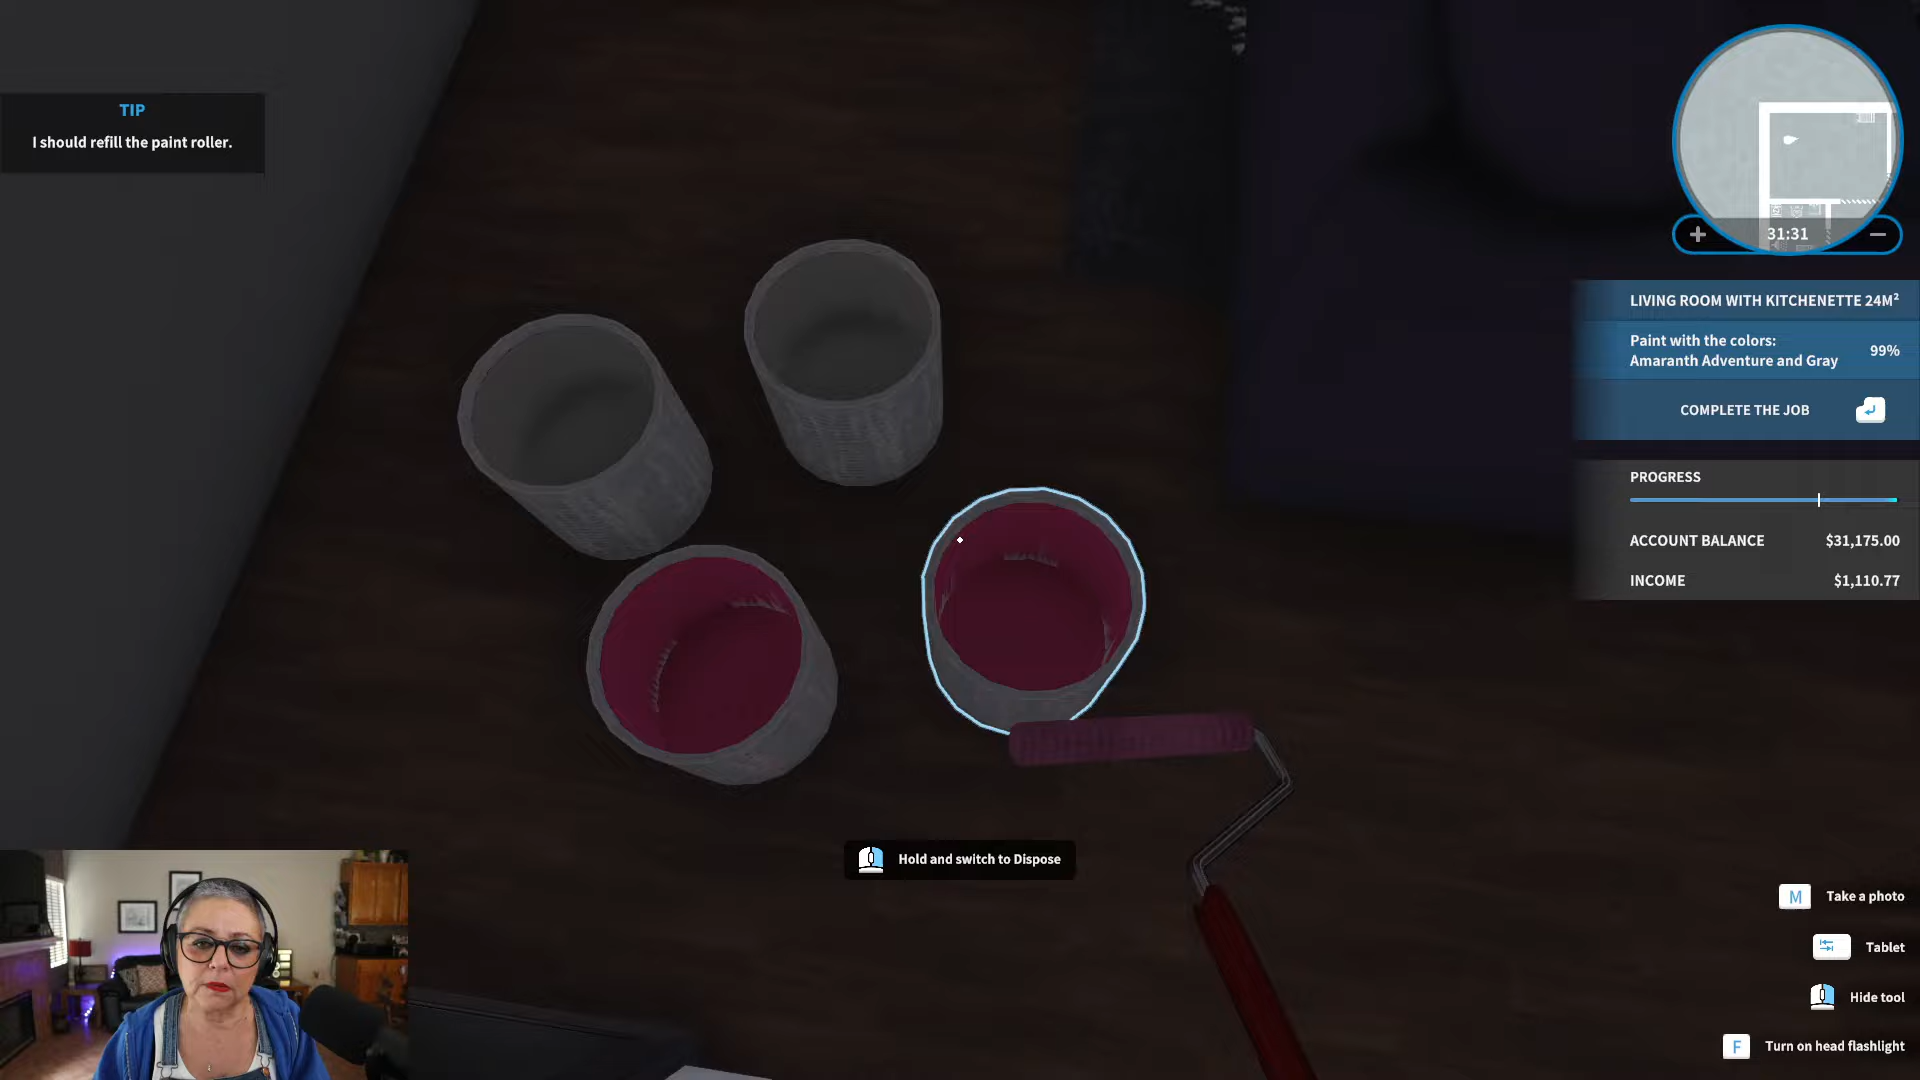 TIP
I should refill the paint roller.
31:31
LIVING ROOM WITH KITCHENETTE 24M²
Paint with the colors:
Amaranth Adventure and Gray
99%
COMPLETE THE JOB
PROGRESS
ACCOUNT BALANCE $31,175.00
INCOME $1,110.77
Hold and switch to Dispose
M Take a photo
Tablet
Hide tool
F Turn on head flashlight